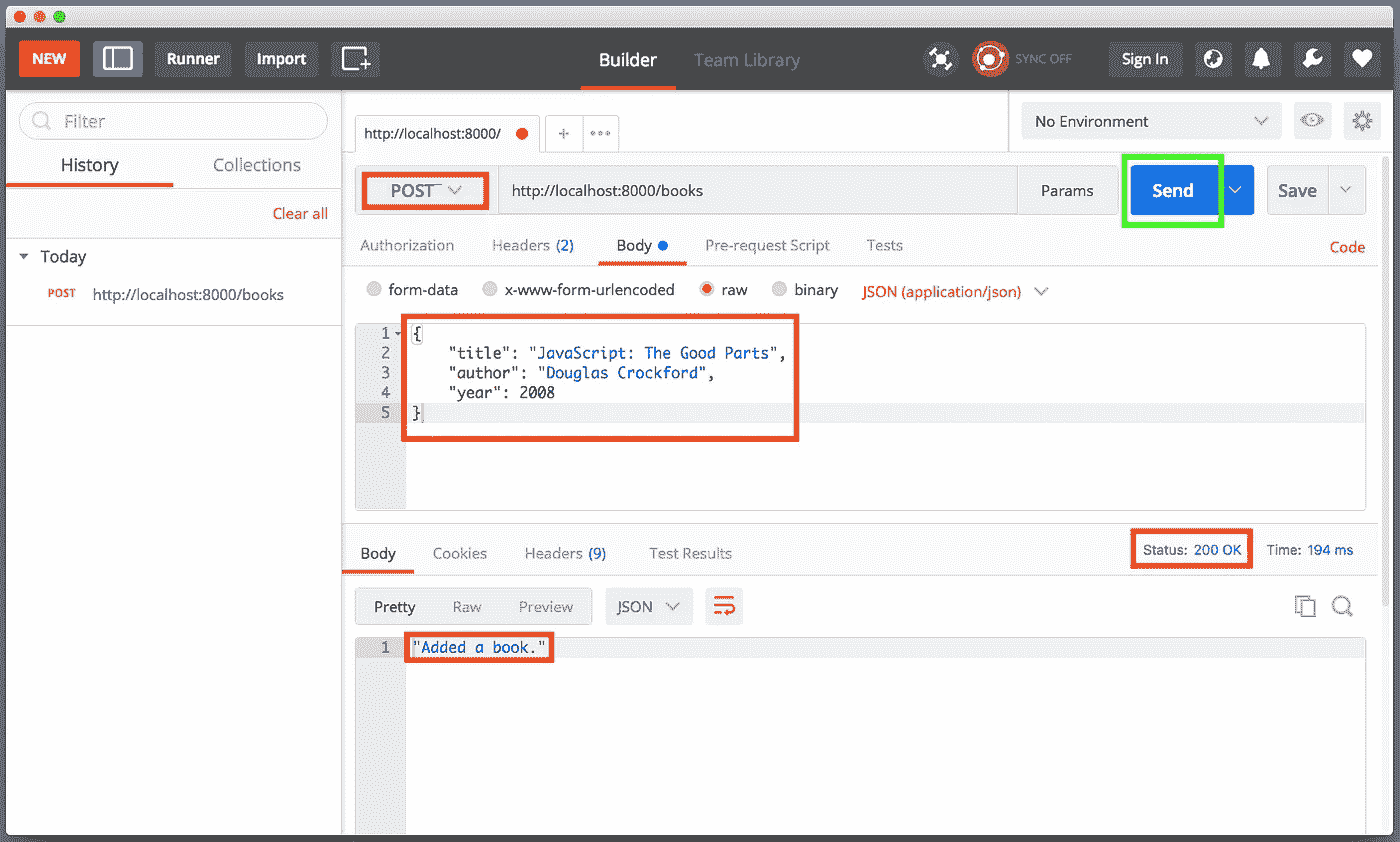 NEW Runner Import Builder Team Library SYNC OFF Sign In
Filter
http://localhost:8000/ No Environment
History Collections
POST http://localhost:8000/books Params Send Save
Clear all
Authorization Headers (2) Body Pre-request Script Tests Code
Today
POST http://localhost:8000/books
form-data x-www-form-urlencoded raw binary JSON (application/json)
1 {
2 "title": "JavaScript: The Good Parts",
3 "author": "Douglas Crockford",
4 "year": 2008
5 }
Body Cookies Headers (9) Test Results Status: 200 OK Time: 194 ms
Pretty Raw Preview JSON
1 "Added a book."